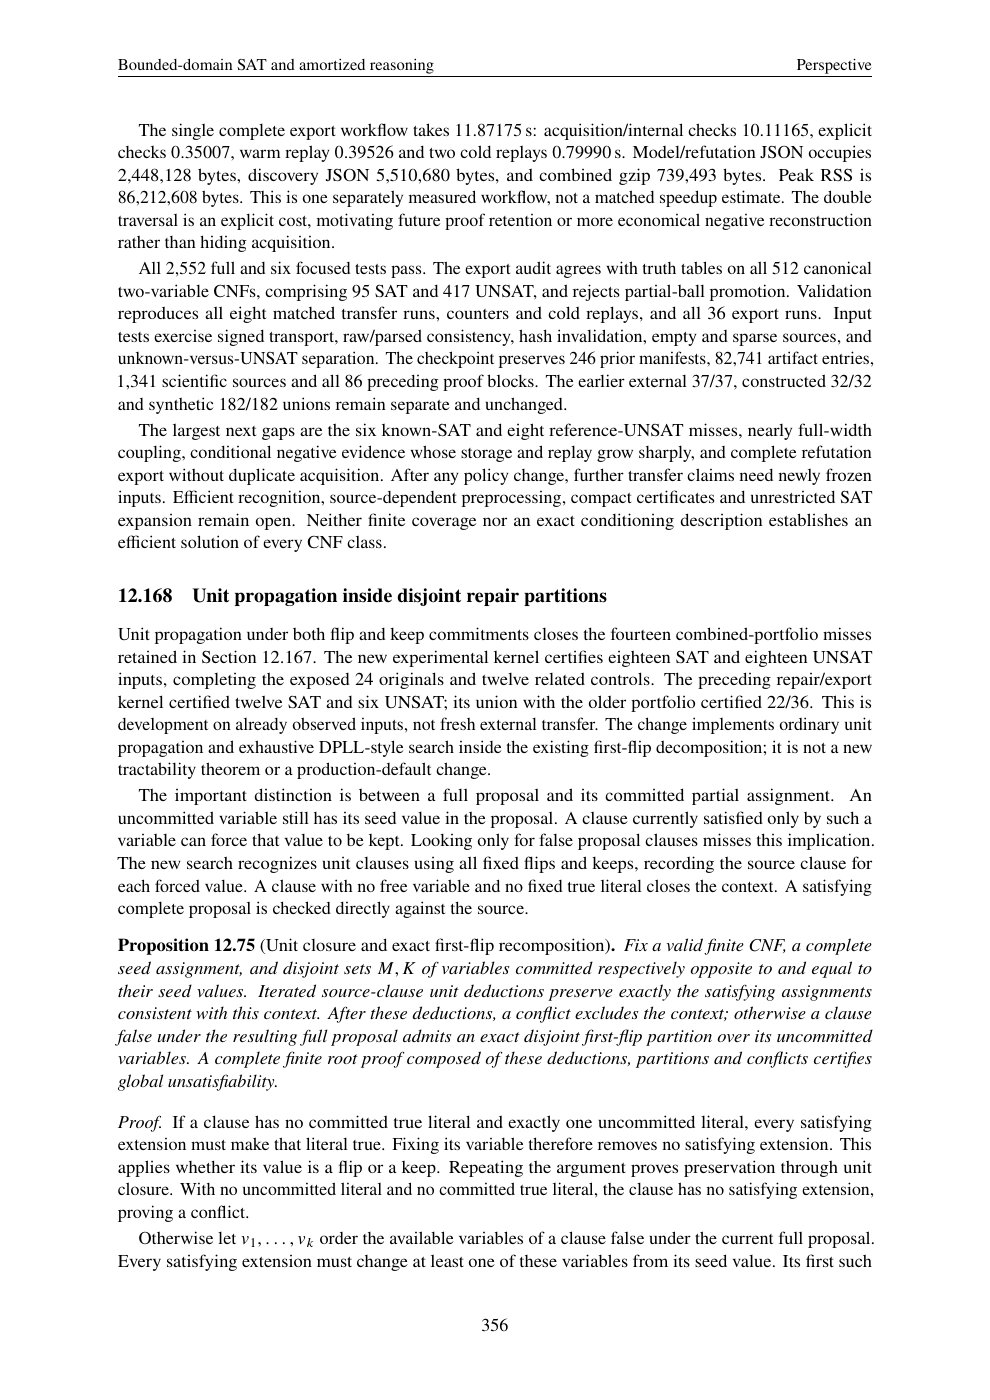 Bounded-domain SAT and amortized reasoning Perspective
The single complete export workflow takes 11.87175 s: acquisition/internal checks 10.11165, explicit
checks 0.35007, warm replay 0.39526 and two cold replays 0.79990 s. Model/refutation JSON occupies
2,448,128 bytes, discovery JSON 5,510,680 bytes, and combined gzip 739,493 bytes. Peak RSS is
86,212,608 bytes. This is one separately measured workflow, not a matched speedup estimate. The double
traversal is an explicit cost, motivating future proof retention or more economical negative reconstruction
rather than hiding acquisition.
All 2,552 full and six focused tests pass. The export audit agrees with truth tables on all 512 canonical
two-variable CNFs, comprising 95 SAT and 417 UNSAT, and rejects partial-ball promotion. Validation
reproduces all eight matched transfer runs, counters and cold replays, and all 36 export runs. Input
tests exercise signed transport, raw/parsed consistency, hash invalidation, empty and sparse sources, and
unknown-versus-UNSAT separation. The checkpoint preserves 246 prior manifests, 82,741 artifact entries,
1,341 scientific sources and all 86 preceding proof blocks. The earlier external 37/37, constructed 32/32
and synthetic 182/182 unions remain separate and unchanged.
The largest next gaps are the six known-SAT and eight reference-UNSAT misses, nearly full-width
coupling, conditional negative evidence whose storage and replay grow sharply, and complete refutation
export without duplicate acquisition. After any policy change, further transfer claims need newly frozen
inputs. Efficient recognition, source-dependent preprocessing, compact certificates and unrestricted SAT
expansion remain open. Neither finite coverage nor an exact conditioning description establishes an
efficient solution of every CNF class.
12.168 Unit propagation inside disjoint repair partitions
Unit propagation under both flip and keep commitments closes the fourteen combined-portfolio misses
retained in Section 12.167. The new experimental kernel certifies eighteen SAT and eighteen UNSAT
inputs, completing the exposed 24 originals and twelve related controls. The preceding repair/export
kernel certified twelve SAT and six UNSAT; its union with the older portfolio certified 22/36. This is
development on already observed inputs, not fresh external transfer. The change implements ordinary unit
propagation and exhaustive DPLL-style search inside the existing first-flip decomposition; it is not a new
tractability theorem or a production-default change.
The important distinction is between a full proposal and its committed partial assignment. An
uncommitted variable still has its seed value in the proposal. A clause currently satisfied only by such a
variable can force that value to be kept. Looking only for false proposal clauses misses this implication.
The new search recognizes unit clauses using all fixed flips and keeps, recording the source clause for
each forced value. A clause with no free variable and no fixed true literal closes the context. A satisfying
complete proposal is checked directly against the source.
Proposition 12.75 (Unit closure and exact first-flip recomposition). Fix a valid finite CNF, a complete
seed assignment, and disjoint sets M, K of variables committed respectively opposite to and equal to
their seed values. Iterated source-clause unit deductions preserve exactly the satisfying assignments
consistent with this context. After these deductions, a conflict excludes the context; otherwise a clause
false under the resulting full proposal admits an exact disjoint first-flip partition over its uncommitted
variables. A complete finite root proof composed of these deductions, partitions and conflicts certifies
global unsatisfiability.
Proof. If a clause has no committed true literal and exactly one uncommitted literal, every satisfying
extension must make that literal true. Fixing its variable therefore removes no satisfying extension. This
applies whether its value is a flip or a keep. Repeating the argument proves preservation through unit
closure. With no uncommitted literal and no committed true literal, the clause has no satisfying extension,
proving a conflict.
Otherwise let v₁, . . . , vₖ order the available variables of a clause false under the current full proposal.
Every satisfying extension must change at least one of these variables from its seed value. Its first such
356